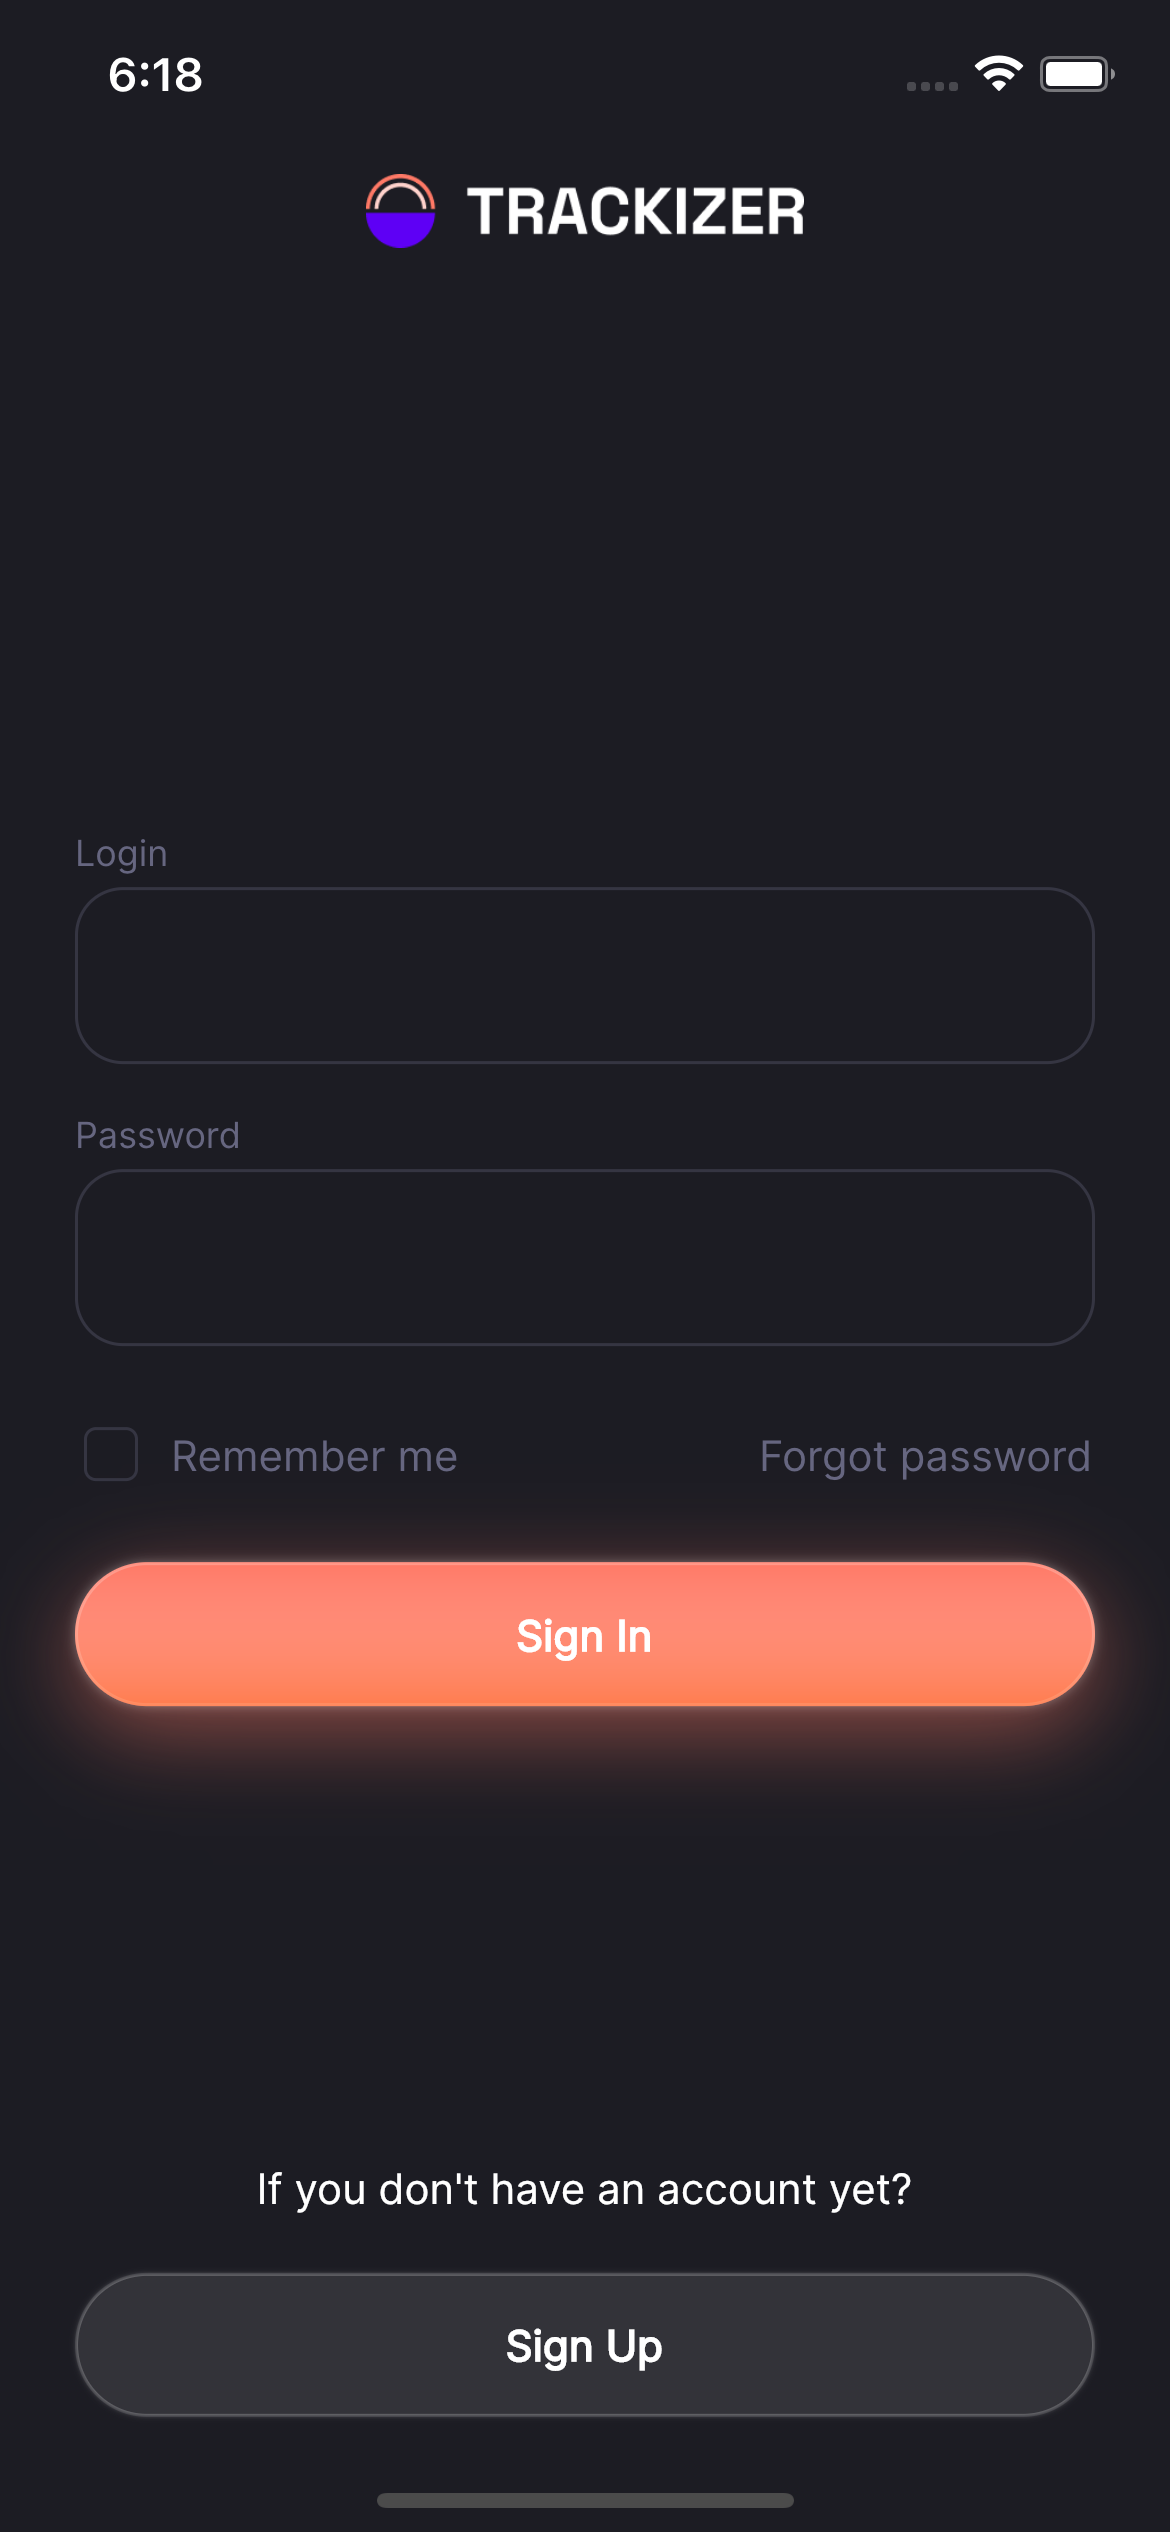 6:18
TRACKIZER
Login
Password
Remember me Forgot password
Sign In
If you don't have an account yet?
Sign Up